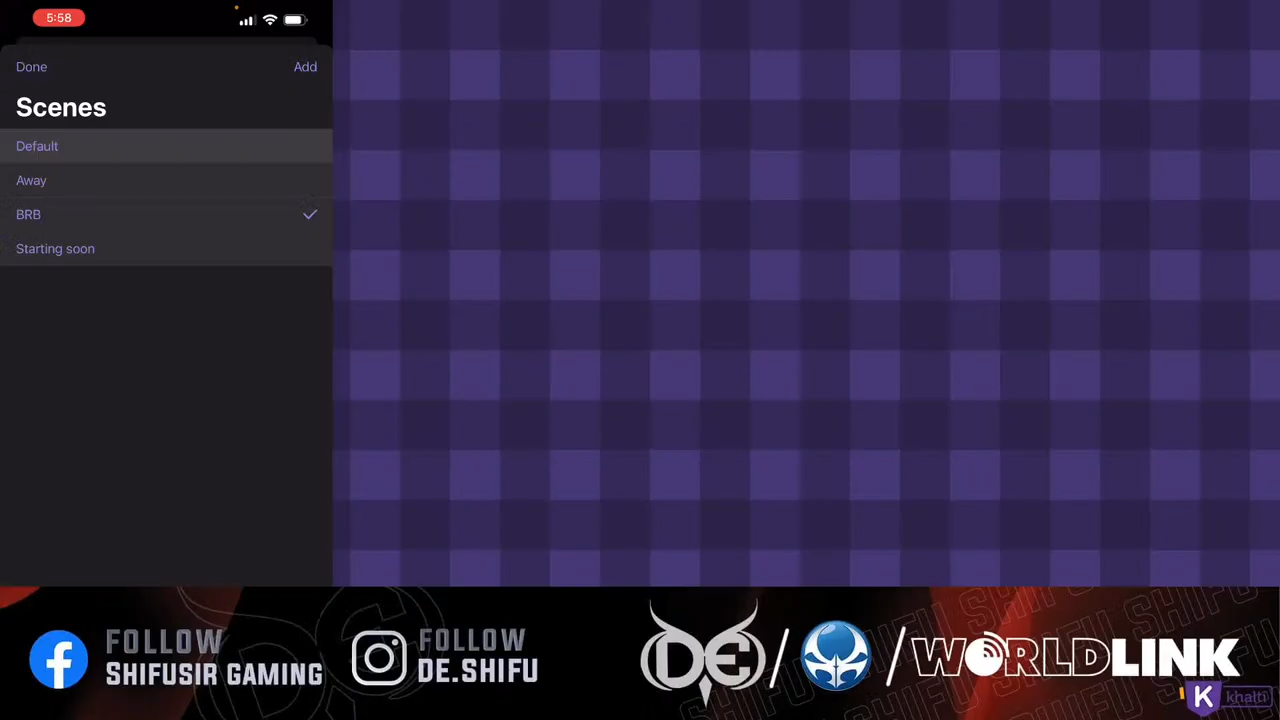 5:58
Done
Add
Scenes
Default
Away
BRB
Starting soon
FOLLOW
SHIFUSIR GAMING
FOLLOW
DE.SHIFU
DE
WORLDLINK
K khalti